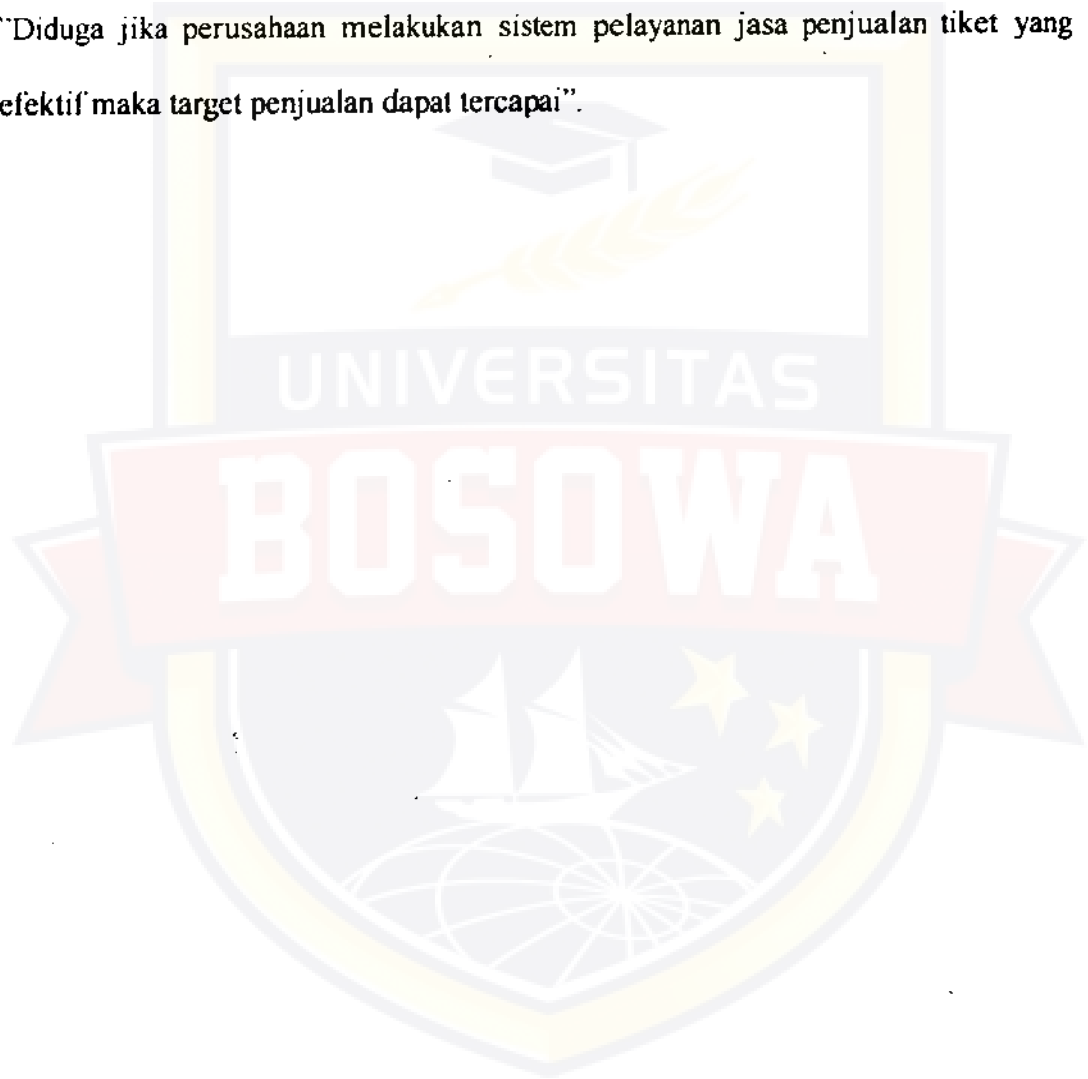 “Diduga jika perusahaan melakukan sistem pelayanan jasa penjualan tiket yang
efektif maka target penjualan dapat tercapai”.
UNIVERSITAS
BOSOWA